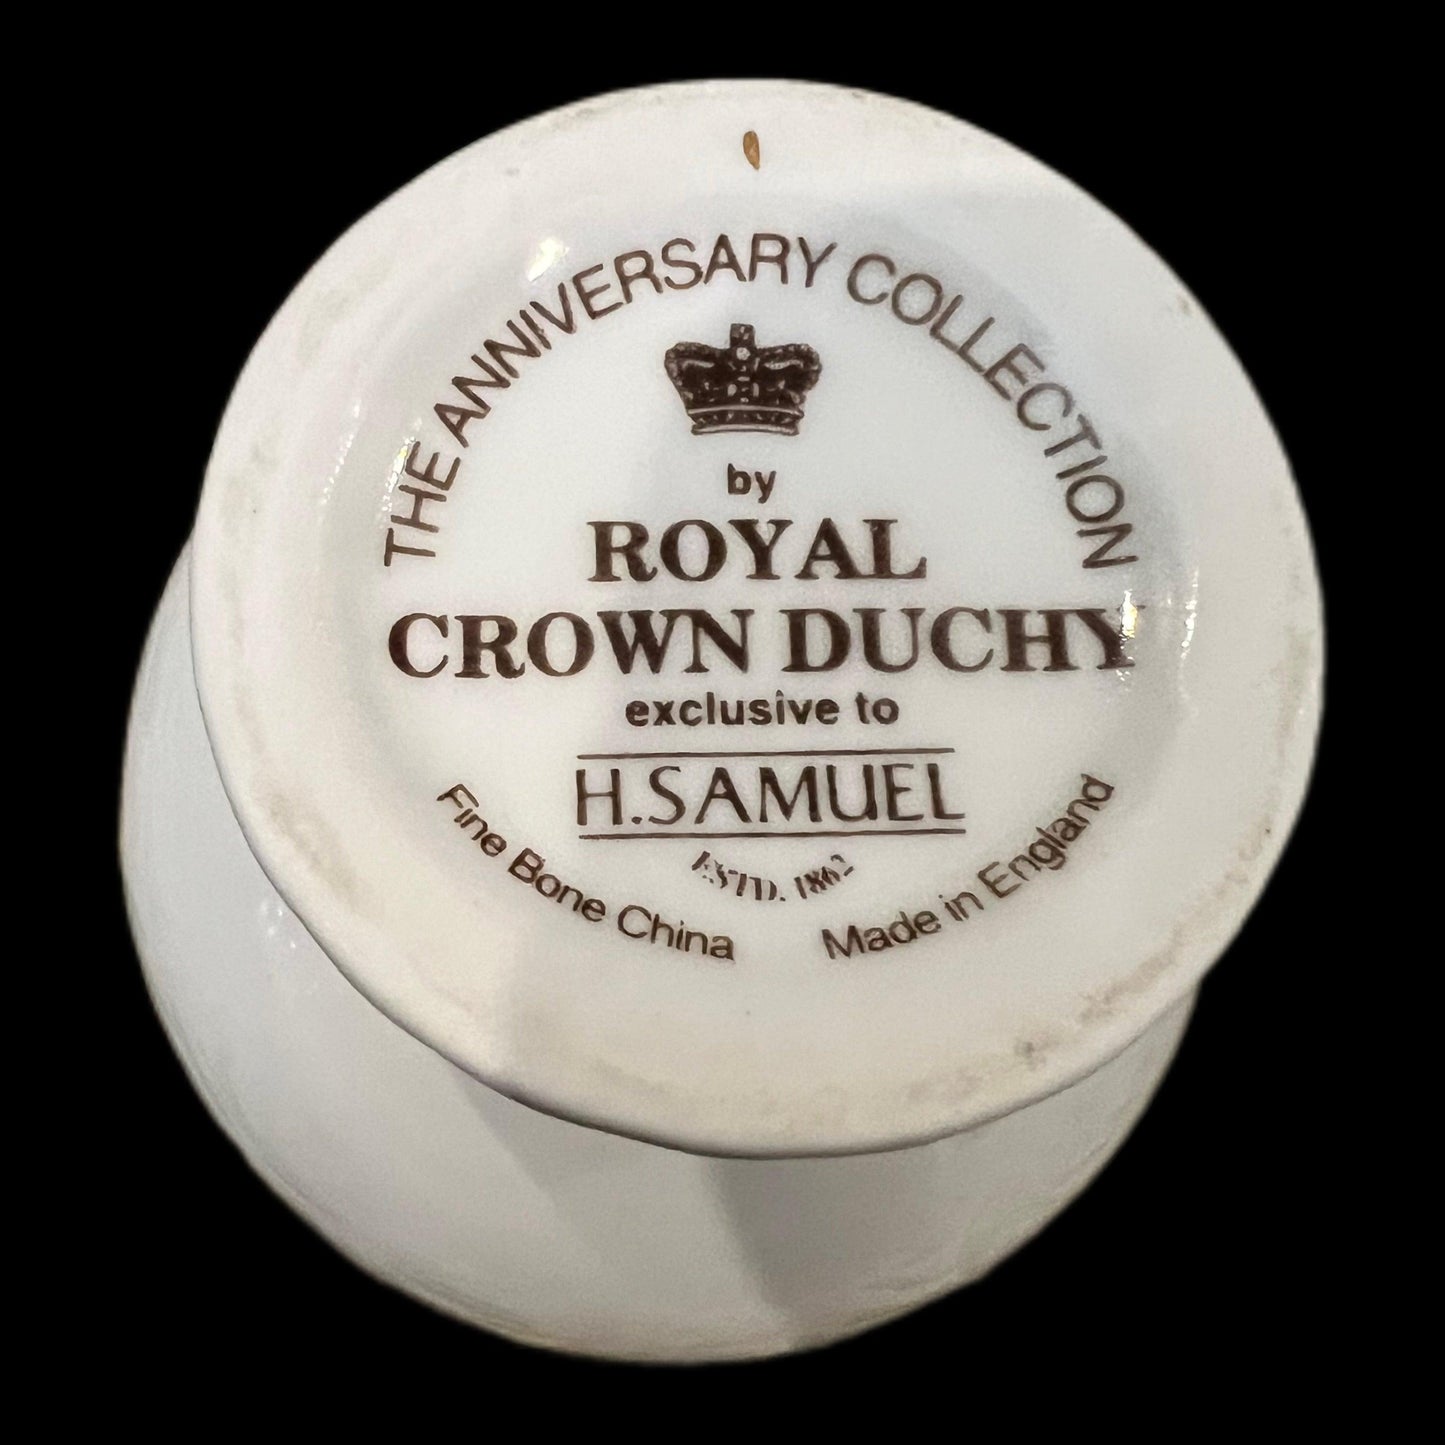 THE ANNIVERSARY COLLECTION
by
ROYAL
CROWN DUCHY
exclusive to
H.SAMUEL
ESTD. 1862
Fine Bone China
Made in England